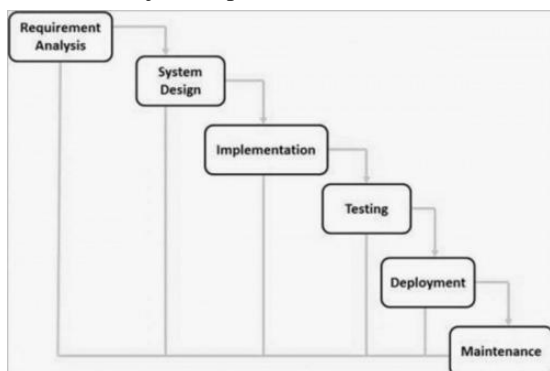 Requirement
Analysis
System
Design
Implementation
Testing
Deployment
Maintenance